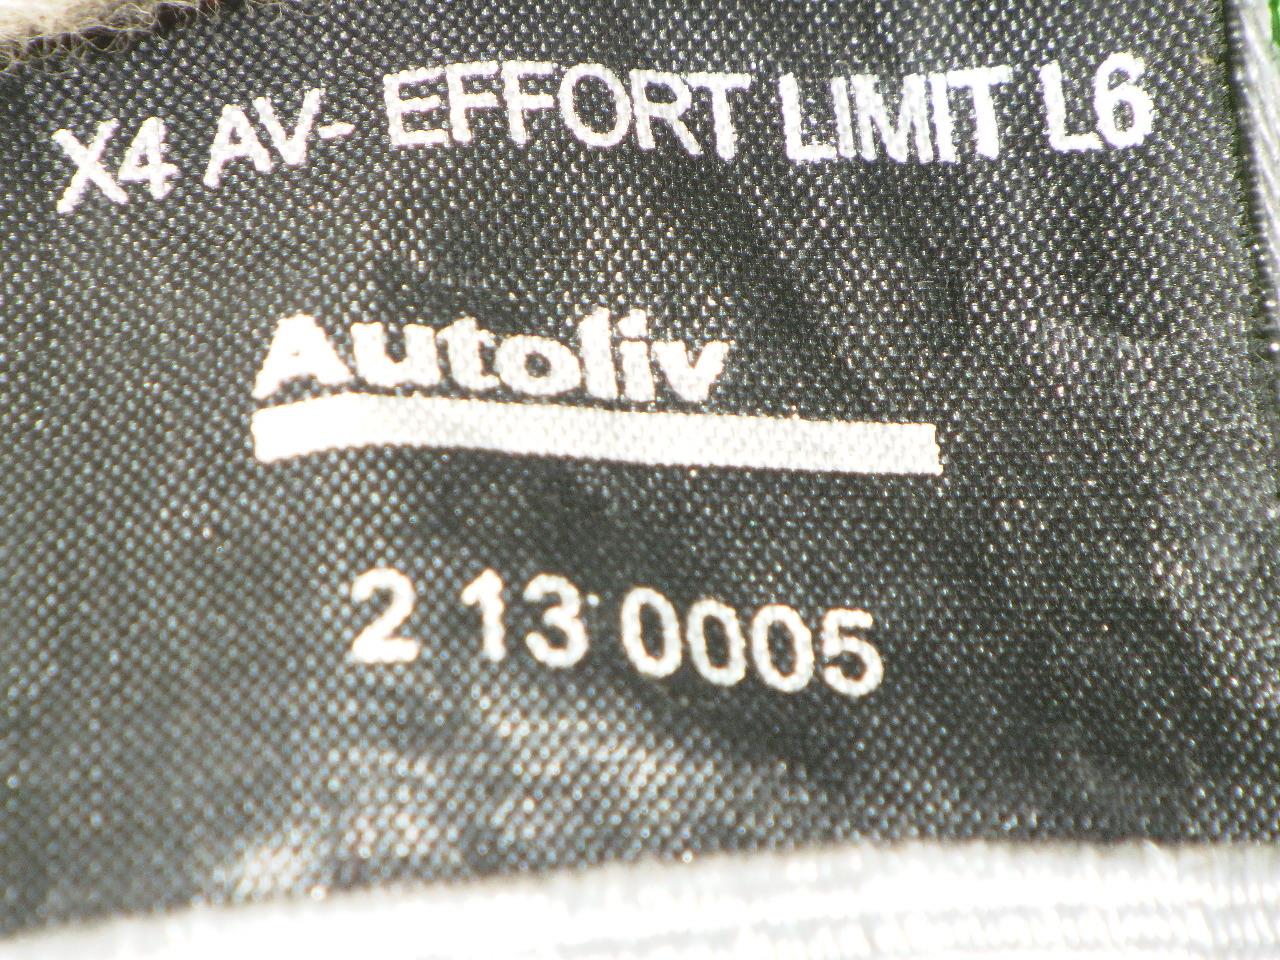 X4 AV- EFFORT LIMIT L6
Autoliv
2 13 0005